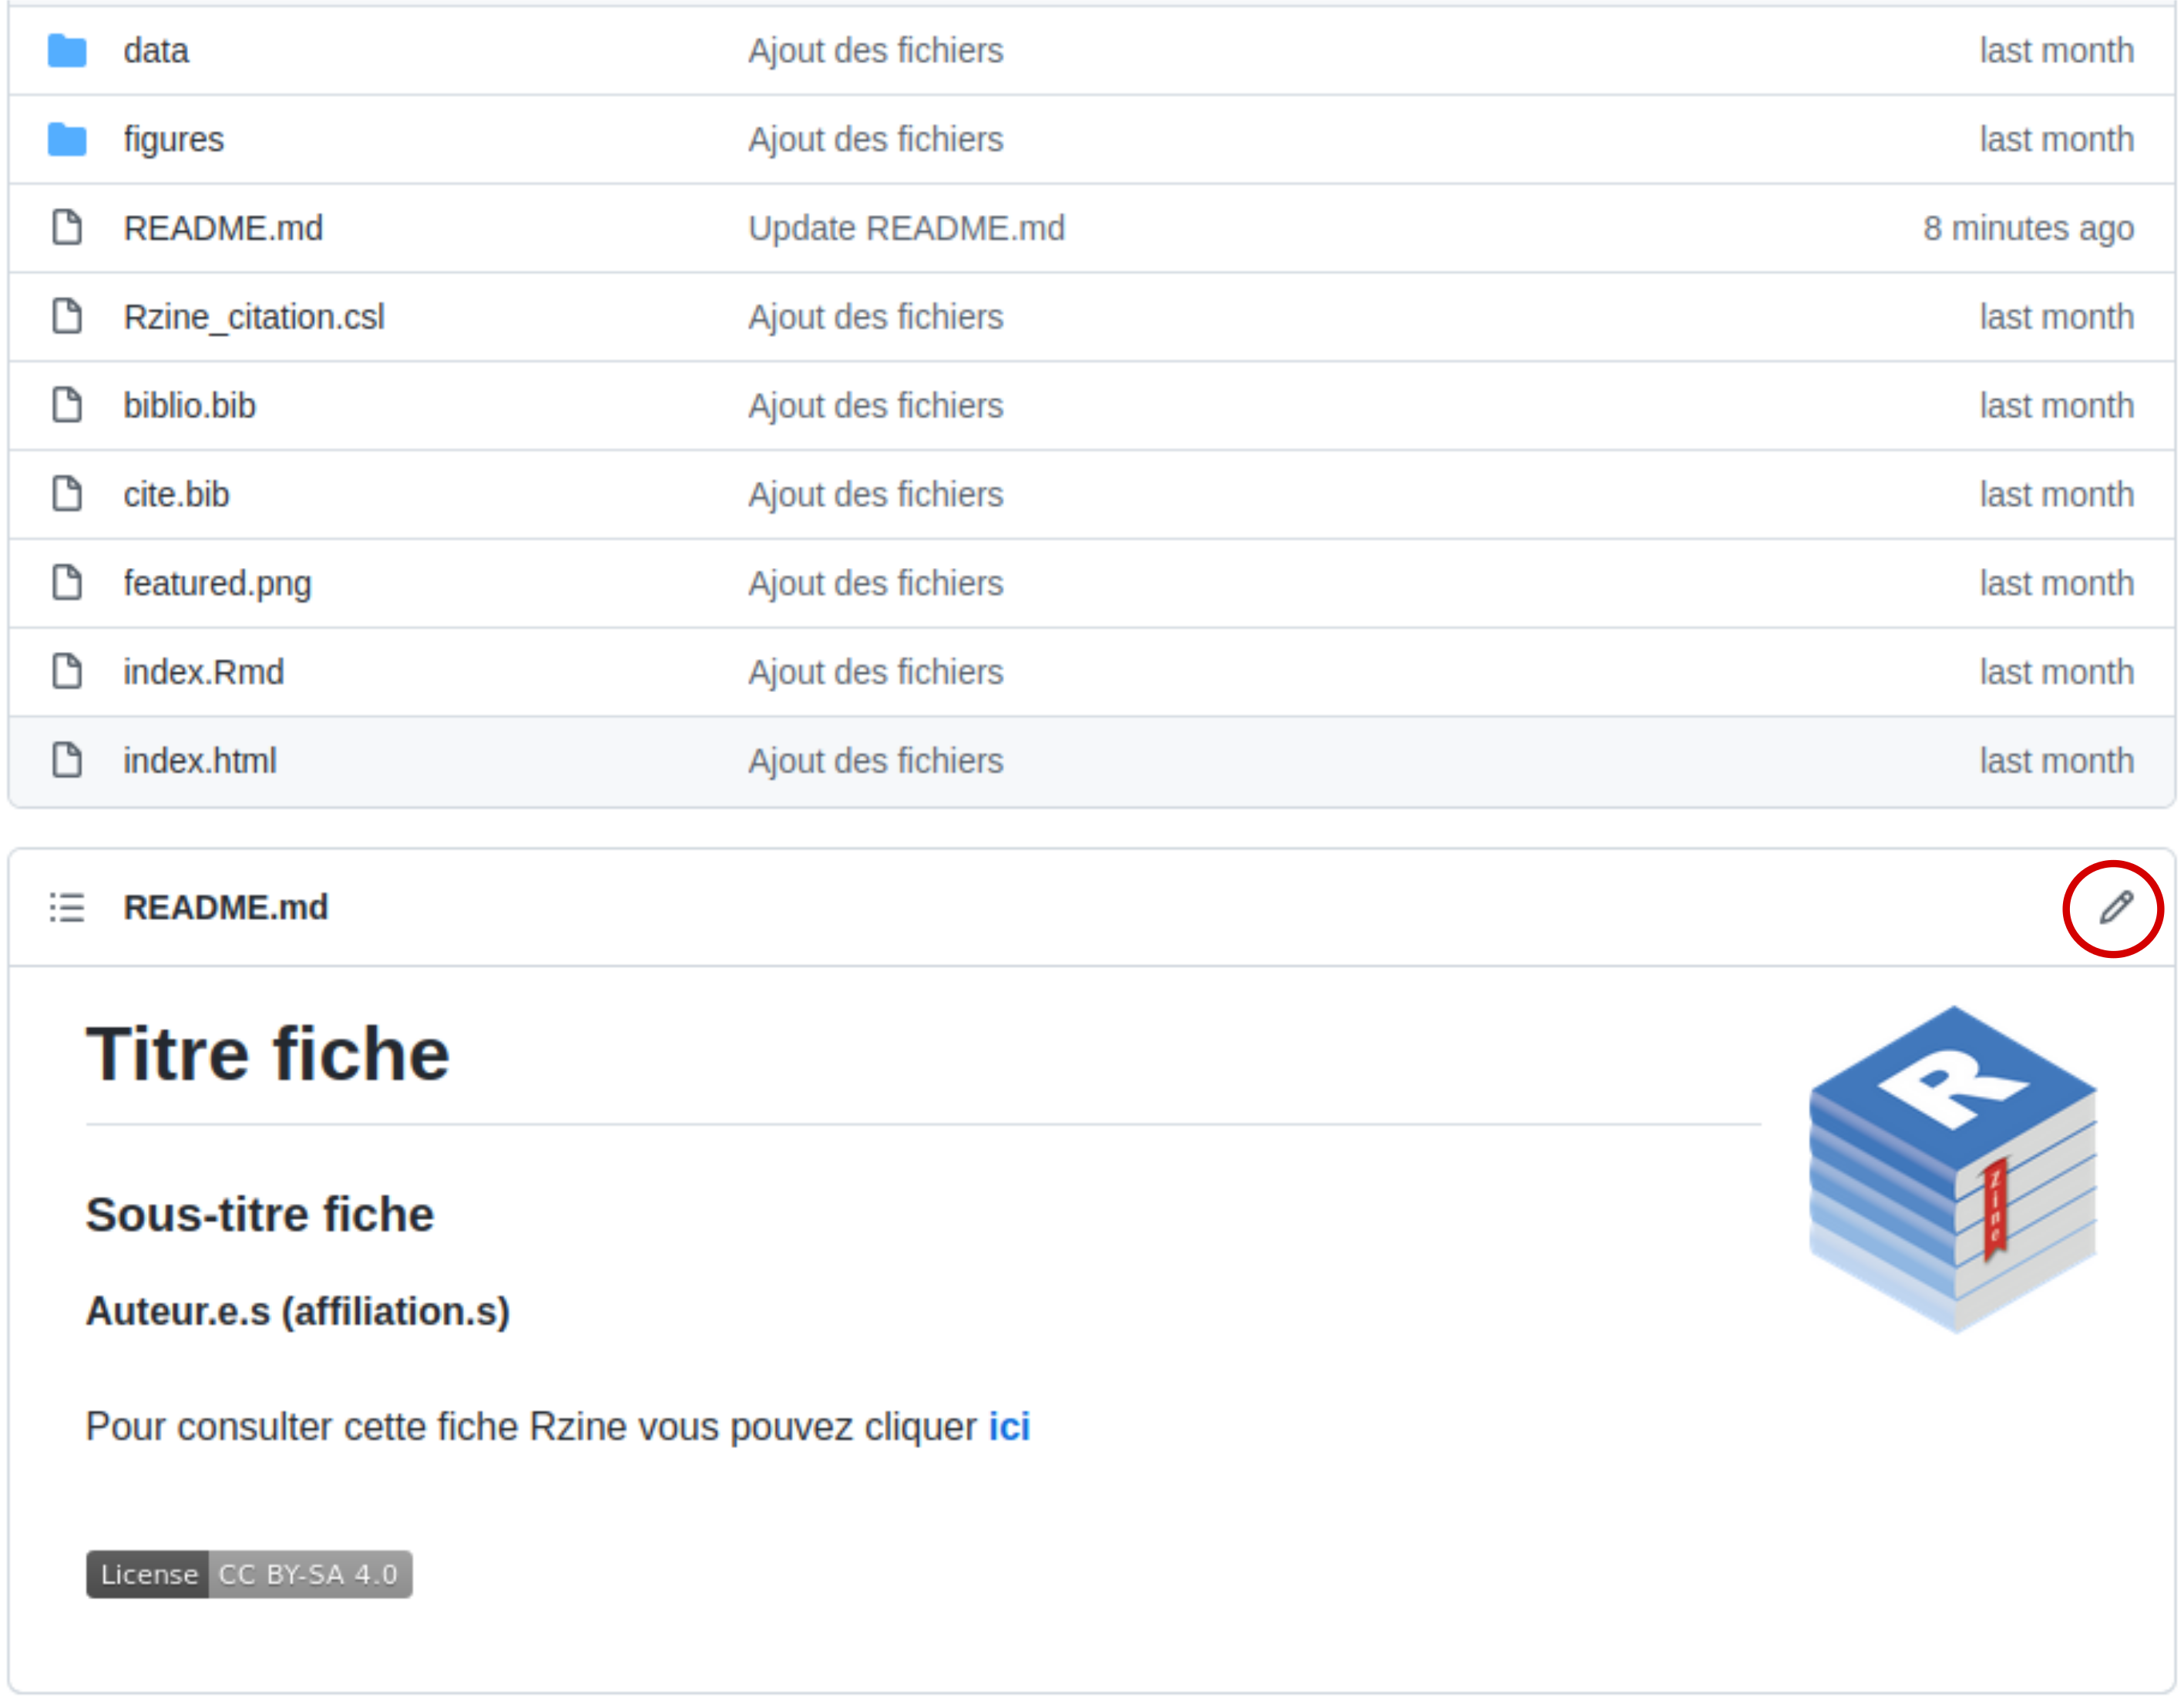 data Ajout des fichiers last month
figures Ajout des fichiers last month
README.md Update README.md 8 minutes ago
Rzine_citation.csl Ajout des fichiers last month
biblio.bib Ajout des fichiers last month
cite.bib Ajout des fichiers last month
featured.png Ajout des fichiers last month
index.Rmd Ajout des fichiers last month
index.html Ajout des fichiers last month
README.md
Titre fiche
R
zine
Sous-titre fiche
Auteur.e.s (affiliation.s)
Pour consulter cette fiche Rzine vous pouvez cliquer ici
License CC BY-SA 4.0